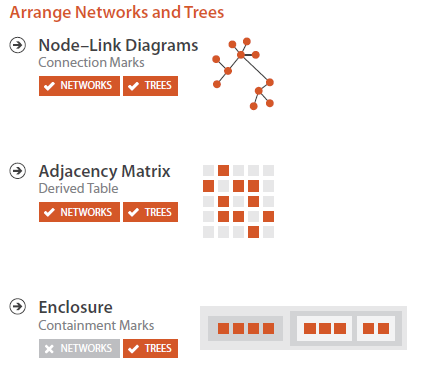 Arrange Networks and Trees
Node–Link Diagrams
Connection Marks
NETWORKS TREES
Adjacency Matrix
Derived Table
NETWORKS TREES
Enclosure
Containment Marks
NETWORKS TREES